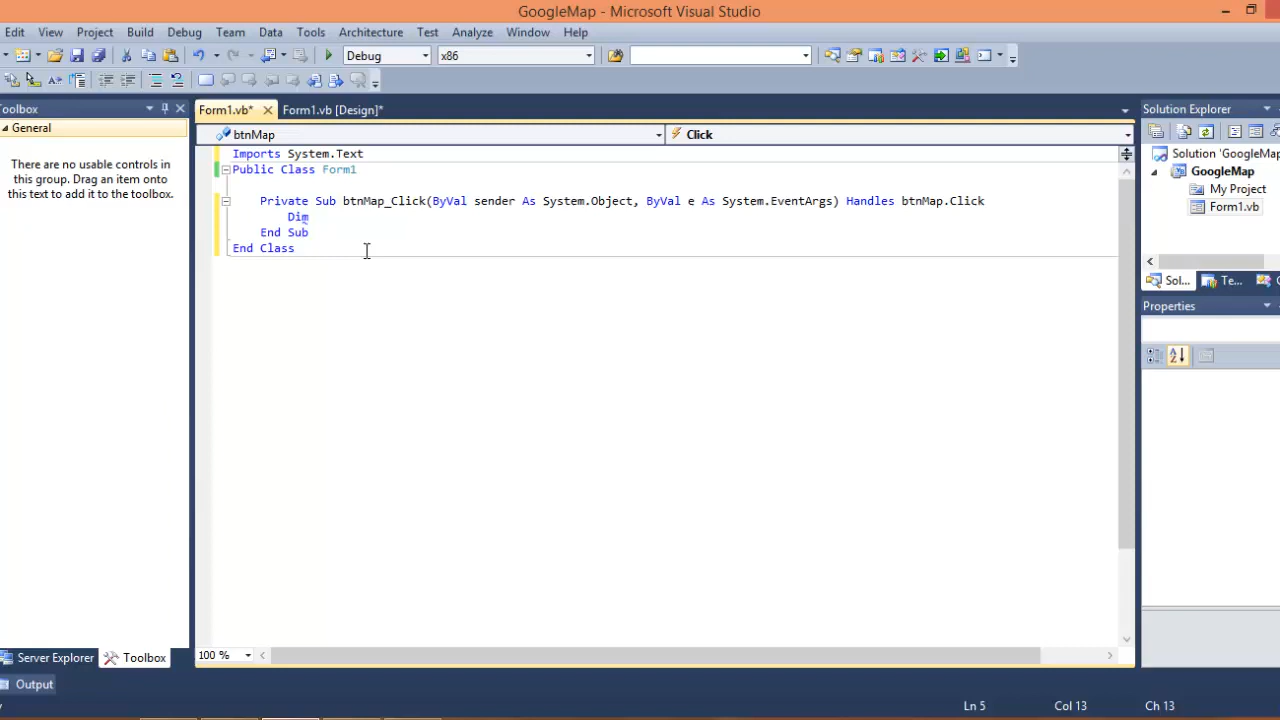 GoogleMap - Microsoft Visual Studio
Edit View Project Build Debug Team Data Tools Architecture Test Analyze Window Help
Debug x86
Toolbox
Form1.vb* Form1.vb [Design]*
Solution Explorer
General
btnMap Click
There are no usable controls in
this group. Drag an item onto
this text to add it to the toolbox.
Imports System.Text
Public Class Form1
Private Sub btnMap_Click(ByVal sender As System.Object, ByVal e As System.EventArgs) Handles btnMap.Click
Dim
End Sub
End Class
Solution 'GoogleMap
GoogleMap
My Project
Form1.vb
Sol... Te...
Properties
100 %
Server Explorer Toolbox
Output
Ln 5 Col 13 Ch 13